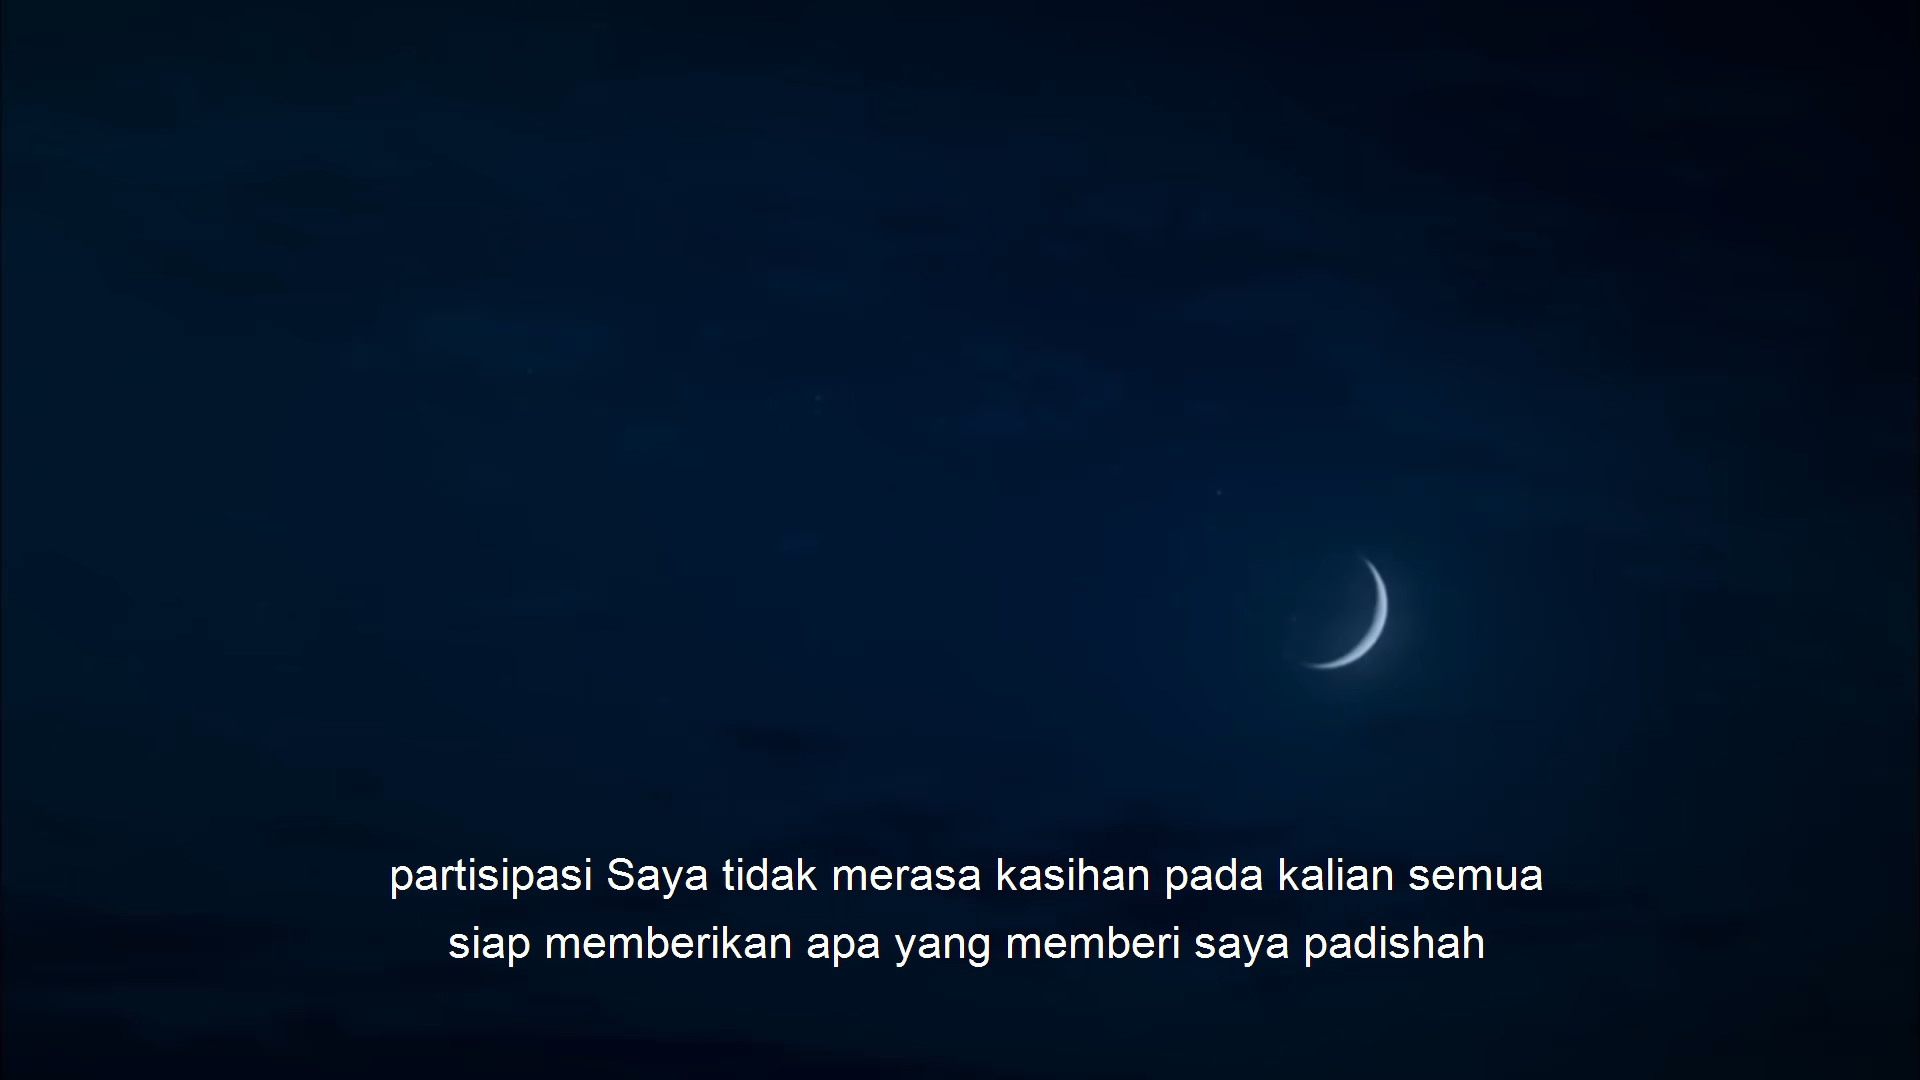 partisipasi Saya tidak merasa kasihan pada kalian semua
siap memberikan apa yang memberi saya padishah